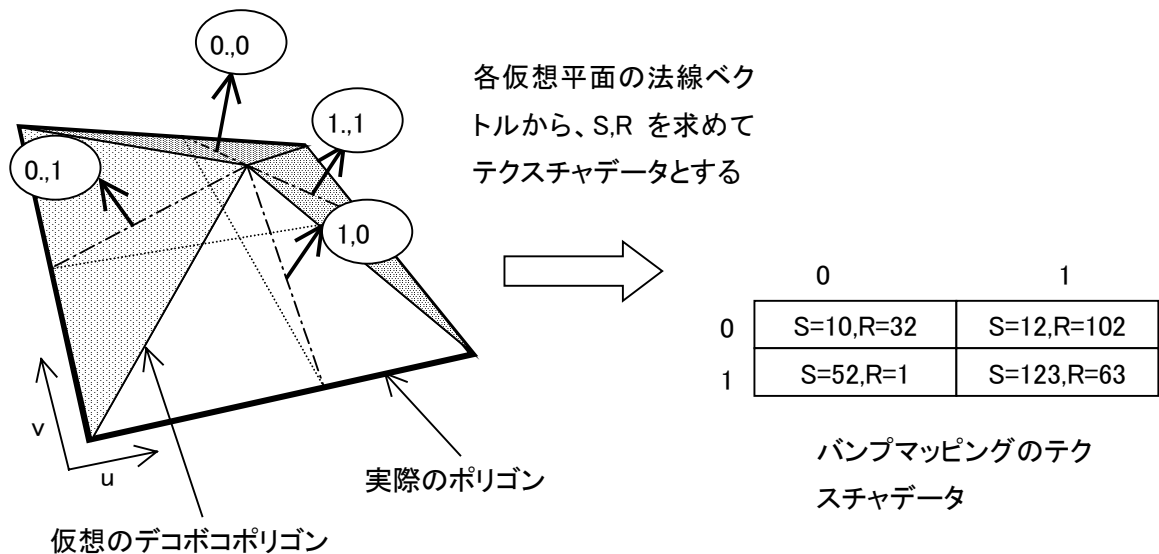 0.,0
各仮想平面の法線ベク
トルから、S,R を求めて
テクスチャデータとする
1.,1
0.,1
1,0
0 1
0 S=10,R=32 S=12,R=102
1 S=52,R=1 S=123,R=63
バンプマッピングのテク
スチャデータ
v
u
実際のポリゴン
仮想のデコボコポリゴン